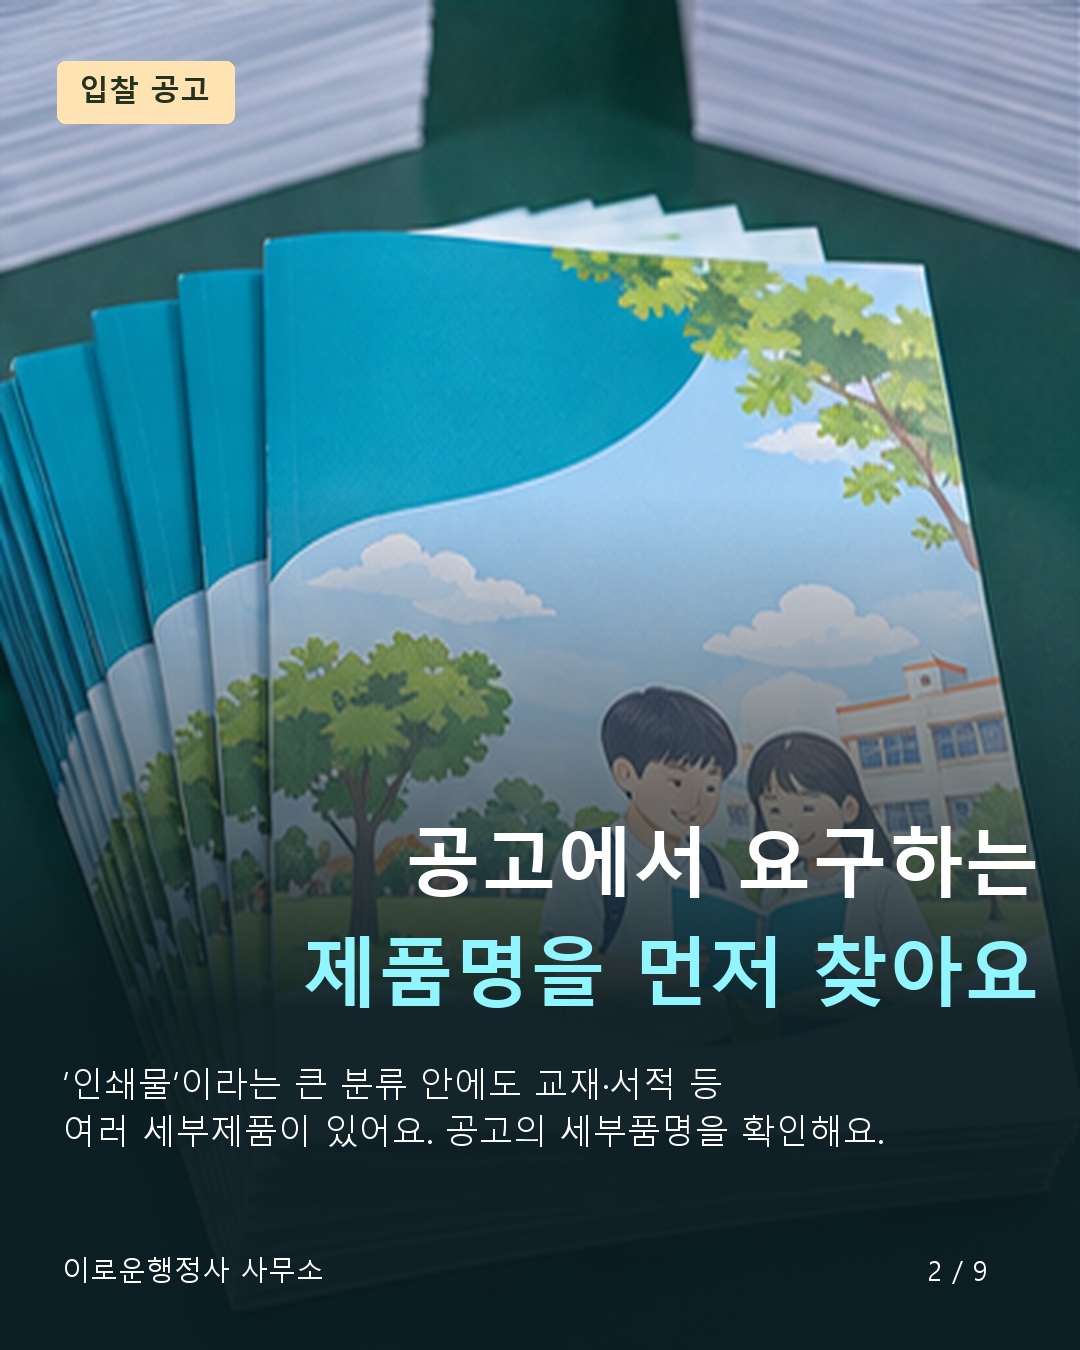 입찰 공고
공고에서 요구하는
제품명을 먼저 찾아요
‘인쇄물‘이라는 큰 분류 안에도 교재·서적 등
여러 세부제품이 있어요. 공고의 세부품명을 확인해요.
이로운행정사 사무소
2 / 9